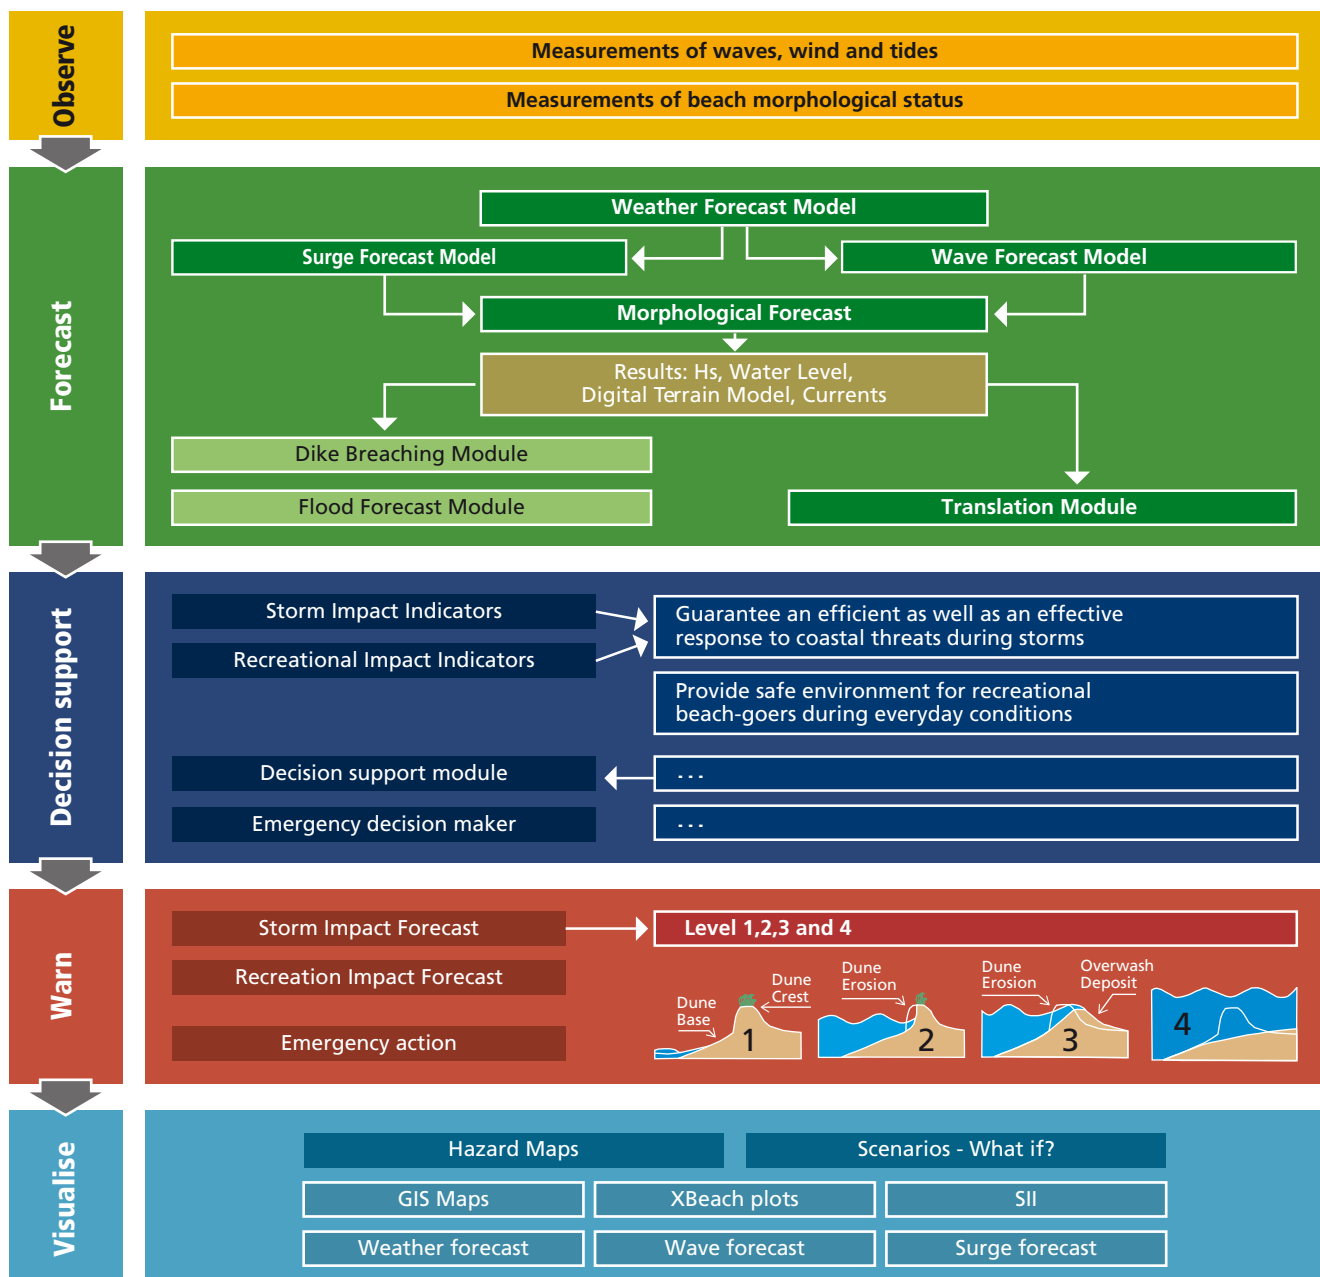 Observe
Measurements of waves, wind and tides
Measurements of beach morphological status
Forecast
Weather Forecast Model
Surge Forecast Model
Wave Forecast Model
Morphological Forecast
Results: Hs, Water Level,
Digital Terrain Model, Currents
Dike Breaching Module
Flood Forecast Module
Translation Module
Decision support
Storm Impact Indicators
Recreational Impact Indicators
Guarantee an efficient as well as an effective
response to coastal threats during storms
Provide safe environment for recreational
beach-goers during everyday conditions
Decision support module
...
Emergency decision maker
...
Warn
Storm Impact Forecast
Level 1,2,3 and 4
Recreation Impact Forecast
Emergency action
Dune
Base
Dune
Crest
1
Dune
Erosion
2
Dune
Erosion
Overwash
Deposit
3
4
Visualise
Hazard Maps
Scenarios - What if?
GIS Maps
XBeach plots
SII
Weather forecast
Wave forecast
Surge forecast